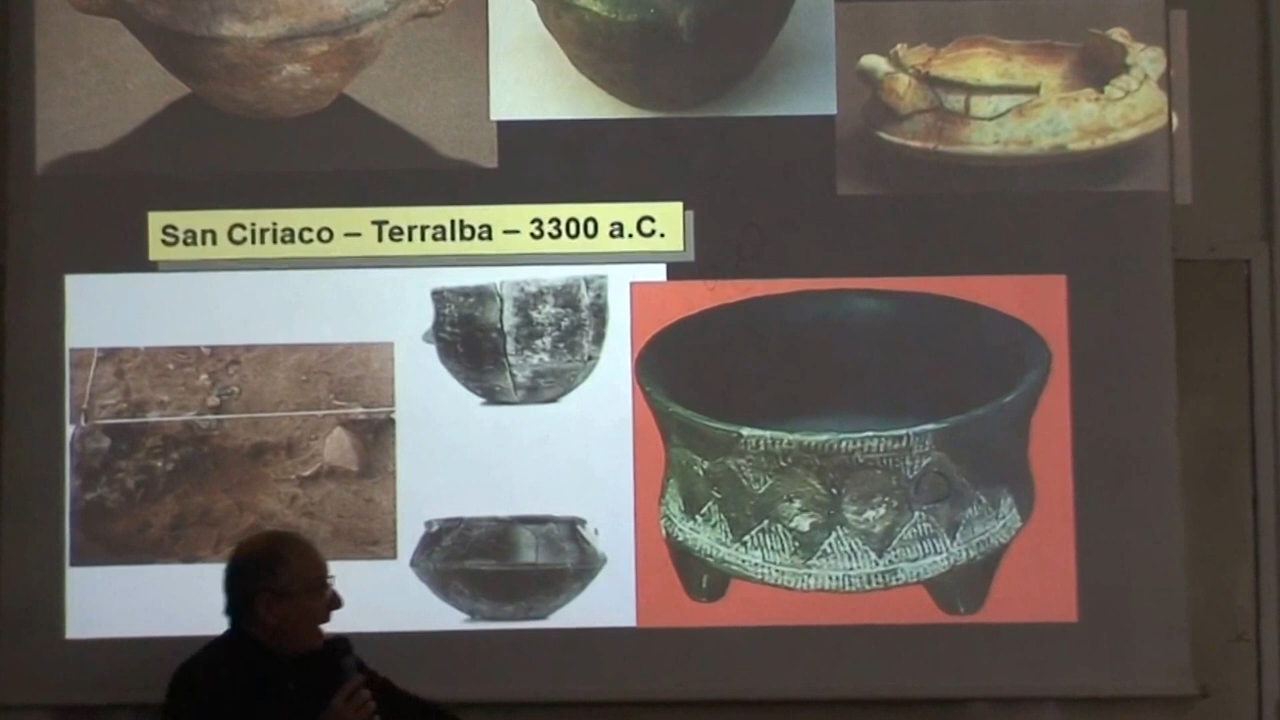 San Ciriaco – Terralba – 3300 a.C.